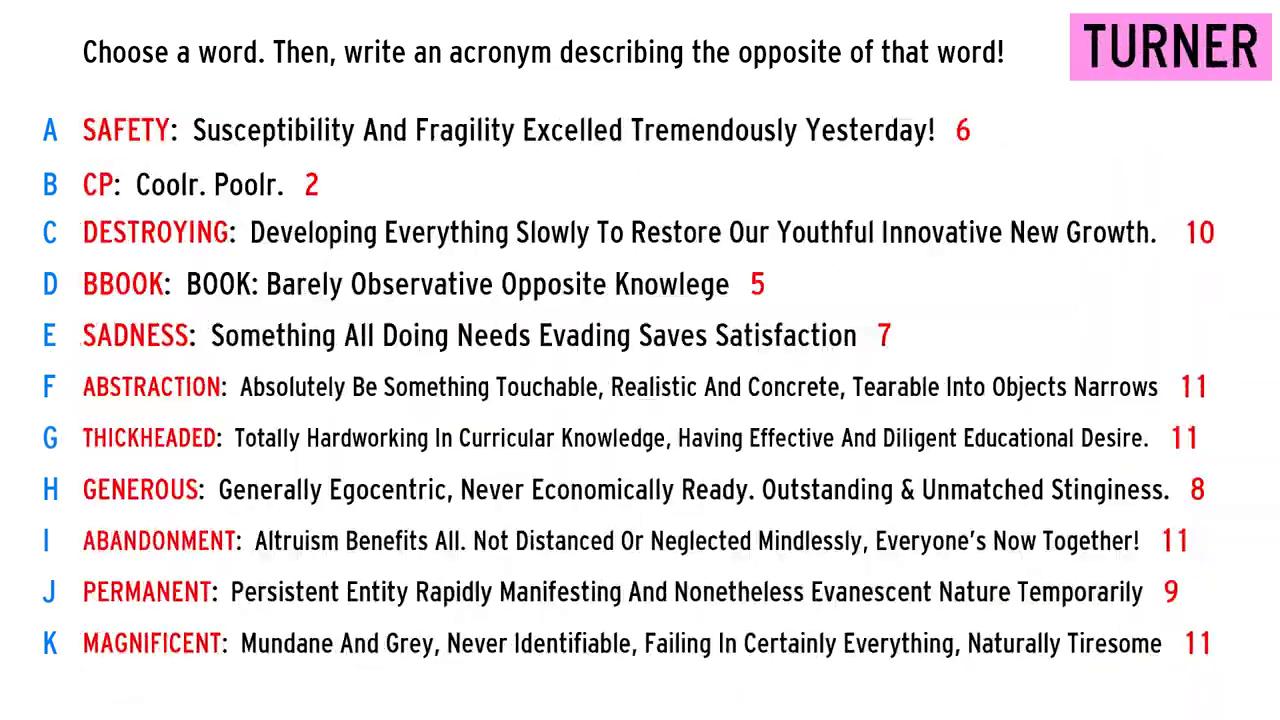 Choose a word. Then, write an acronym describing the opposite of that word!
TURNER
A SAFETY: Susceptibility And Fragility Excelled Tremendously Yesterday! 6
B CP: Coolr. Poolr. 2
C DESTROYING: Developing Everything Slowly To Restore Our Youthful Innovative New Growth. 10
D BBOOK: BOOK: Barely Observative Opposite Knowlege 5
E SADNESS: Something All Doing Needs Evading Saves Satisfaction 7
F ABSTRACTION: Absolutely Be Something Touchable, Realistic And Concrete, Tearable Into Objects Narrows 11
G THICKHEADED: Totally Hardworking In Curricular Knowledge, Having Effective And Diligent Educational Desire. 11
H GENEROUS: Generally Egocentric, Never Economically Ready. Outstanding & Unmatched Stinginess. 8
I ABANDONMENT: Altruism Benefits All. Not Distanced Or Neglected Mindlessly, Everyone's Now Together! 11
J PERMANENT: Persistent Entity Rapidly Manifesting And Nonetheless Evanescent Nature Temporarily 9
K MAGNIFICENT: Mundane And Grey, Never Identifiable, Failing In Certainly Everything, Naturally Tiresome 11